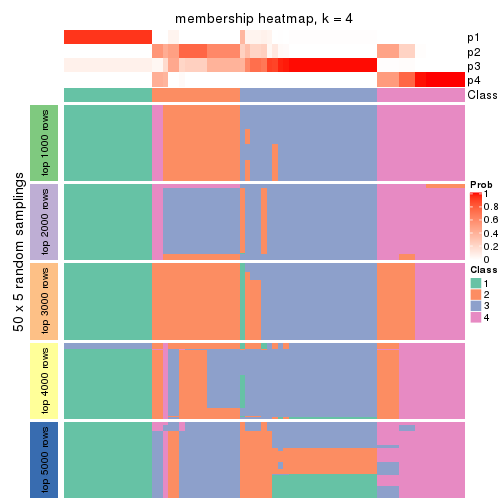 membership heatmap, k = 4
p1
p2
p3
p4
Class
50 x 5 random samplings
top 1000 rows
top 2000 rows
top 3000 rows
top 4000 rows
top 5000 rows
Prob
1
0.8
0.6
0.4
0.2
0
Class
1
2
3
4